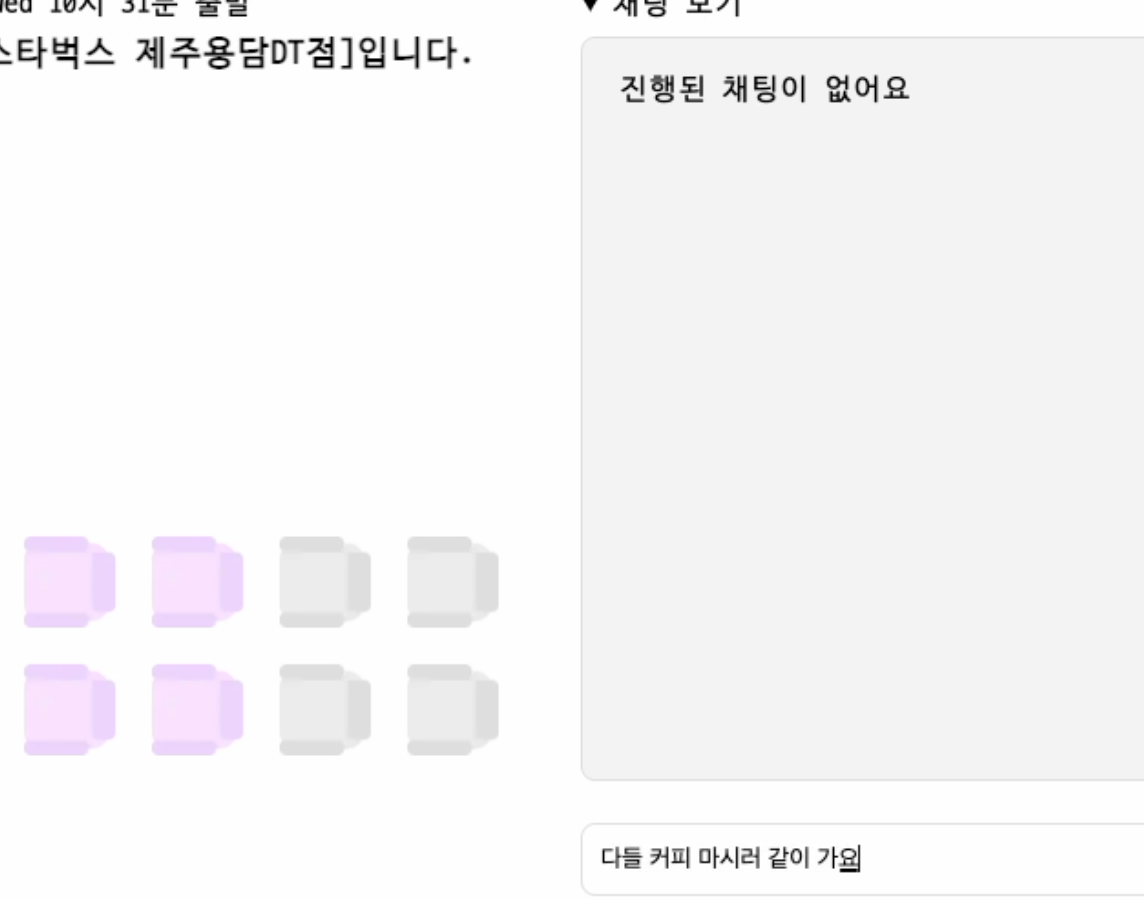 10시 31분 출발
스타벅스 제주용담DT점]입니다.
▼ 채팅 보기
진행된 채팅이 없어요
다들 커피 마시러 같이 가요